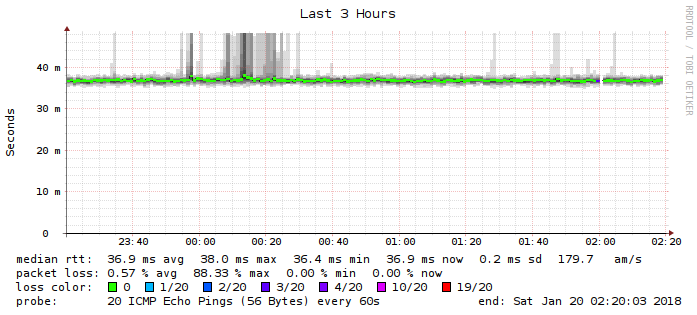 Last 3 Hours
RRDTOOL / TOBI OETIKER
Seconds
40 m
30 m
20 m
10 m
0
23:40 00:00 00:20 00:40 01:00 01:20 01:40 02:00 02:20
median rtt: 36.9 ms avg 38.0 ms max 36.4 ms min 36.9 ms now 0.2 ms sd 179.7 am/s
packet loss: 0.57 % avg 88.33 % max 0.00 % min 0.00 % now
loss color: 0 1/20 2/20 3/20 4/20 10/20 19/20
probe: 20 ICMP Echo Pings (56 Bytes) every 60s end: Sat Jan 20 02:20:03 2018